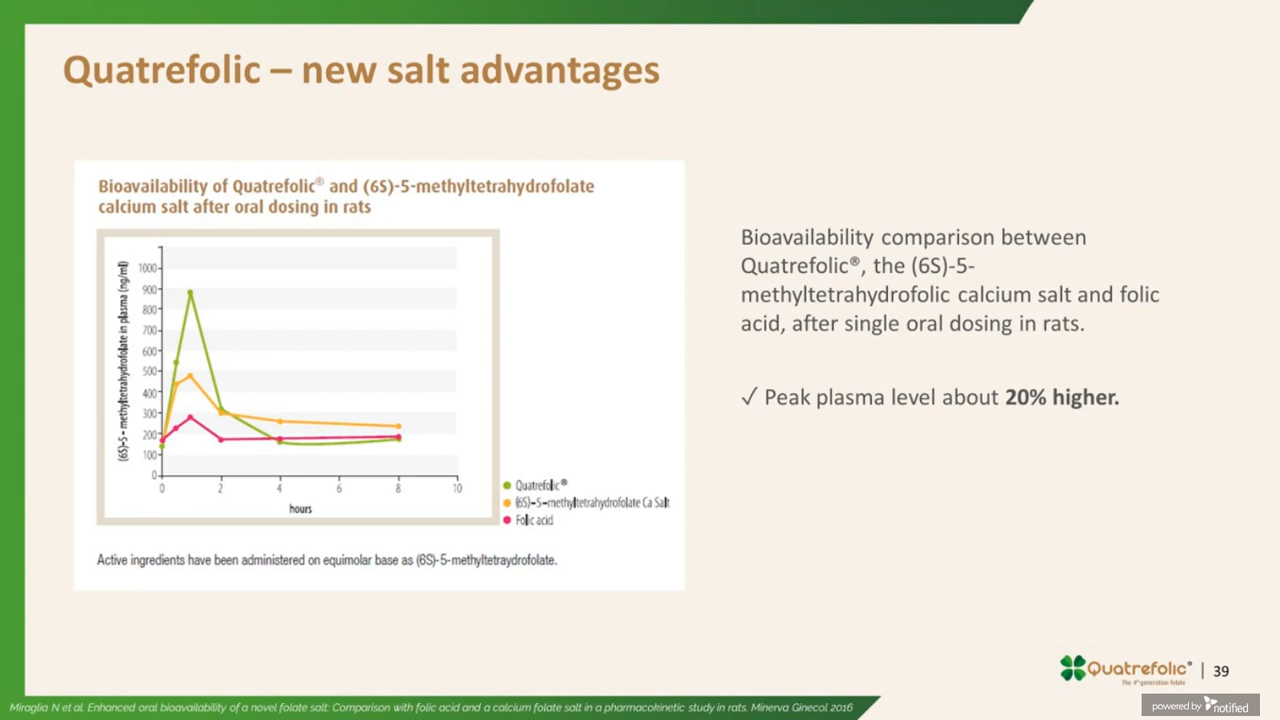 Quatrefolic – new salt advantages
Bioavailability of Quatrefolic® and (6S)-5-methyltetrahydrofolate
calcium salt after oral dosing in rats
(6S)-5 - methyltetrahydrofolate in plasma (ng/ml)
1000
900
800
700
600
500
400
300
200
100
0
0 2 4 6 8 10
hours
Quatrefolic®
(6S)-5-methyltetrahydrofolate Ca Salt
Folic acid
Active ingredients have been administered on equimolar base as (6S)-5-methyltetraydrofolate.
Bioavailability comparison between
Quatrefolic®, the (6S)-5-
methyltetrahydrofolic calcium salt and folic
acid, after single oral dosing in rats.
✓ Peak plasma level about 20% higher.
Quatrefolic®
The 4th generation folate
| 39
Miraglia N et al. Enhanced oral bioavailability of a novel folate salt: Comparison with folic acid and a calcium folate salt in a pharmacokinetic study in rats. Minerva Ginecol 2016
powered by notified